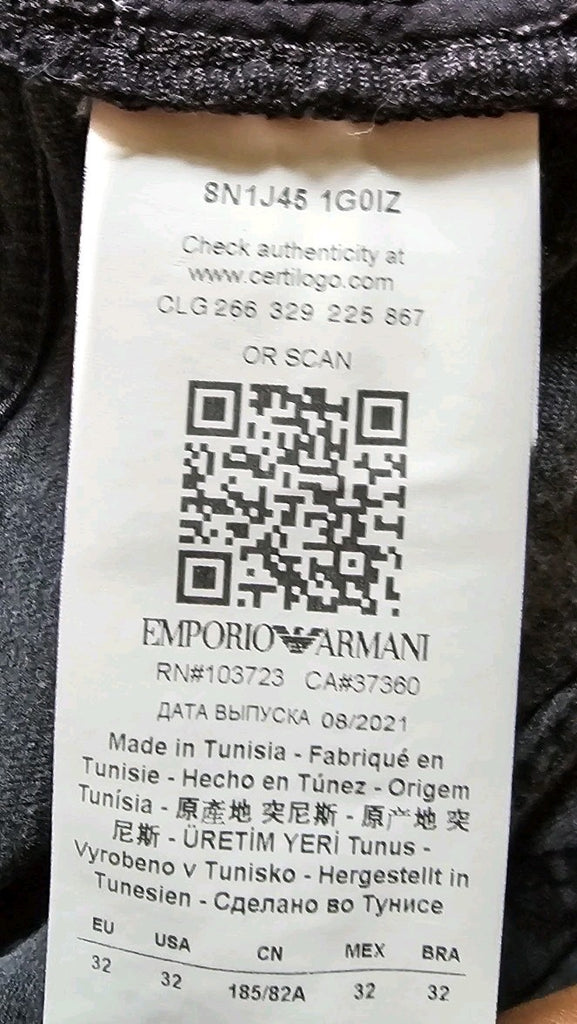 8N1J45 1G0IZ
Check authenticity at
www.certilogo.com
CLG 266 329 225 867
OR SCAN
EMPORIO ARMANI
RN#103723 CA#37360
ДАТА ВЫПУСКА 08/2021
Made in Tunisia - Fabriqué en
Tunisie - Hecho en Túnez - Origem
Tunísia - 原產地 突尼斯 - 原产地 突
尼斯 - ÜRETİM YERİ Tunus -
Vyrobeno v Tunisko - Hergestellt in
Tunesien - Сделано во Тунисе
EU USA CN MEX BRA
32 32 185/82A 32 32